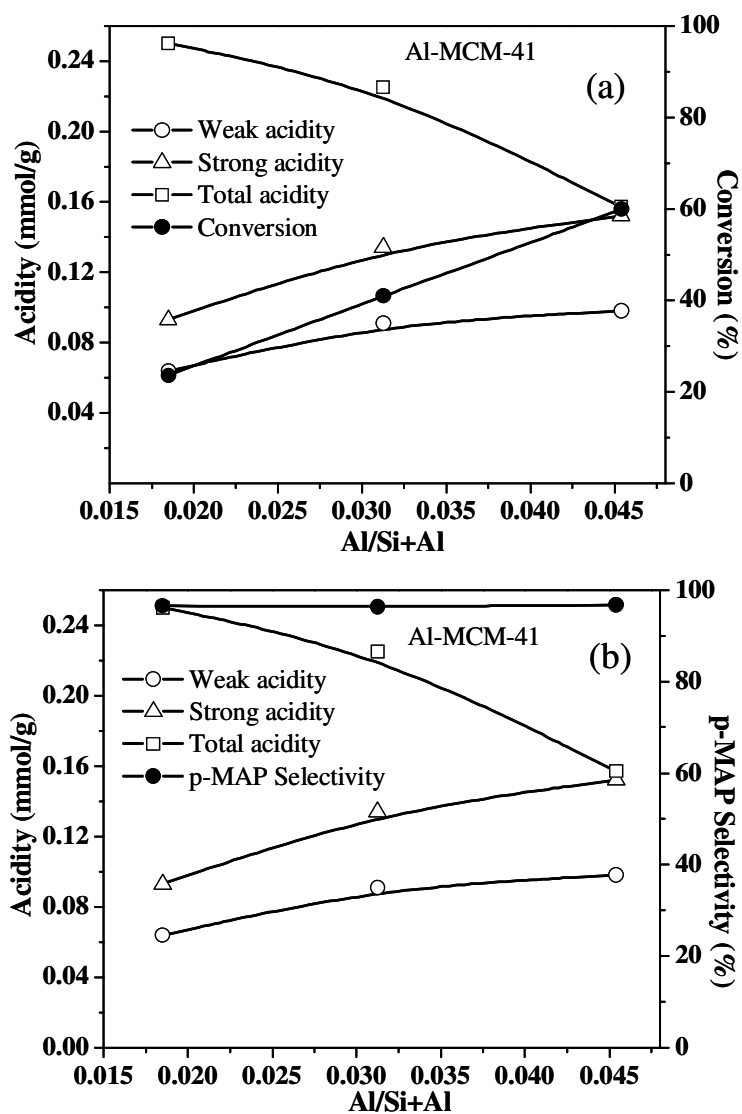 Al-MCM-41
(a)
Weak acidity
Strong acidity
Total acidity
Conversion
0.24
0.20
0.16
0.12
0.08
0.04
Acidity (mmol/g)
100
80
60
40
20
0
Conversion (%)
0.015 0.020 0.025 0.030 0.035 0.040 0.045
Al/Si+Al
Al-MCM-41
(b)
Weak acidity
Strong acidity
Total acidity
p-MAP Selectivity
0.24
0.20
0.16
0.12
0.08
0.04
0.00
Acidity (mmol/g)
100
80
60
40
20
0
p-MAP Selectivity (%)
0.015 0.020 0.025 0.030 0.035 0.040 0.045
Al/Si+Al